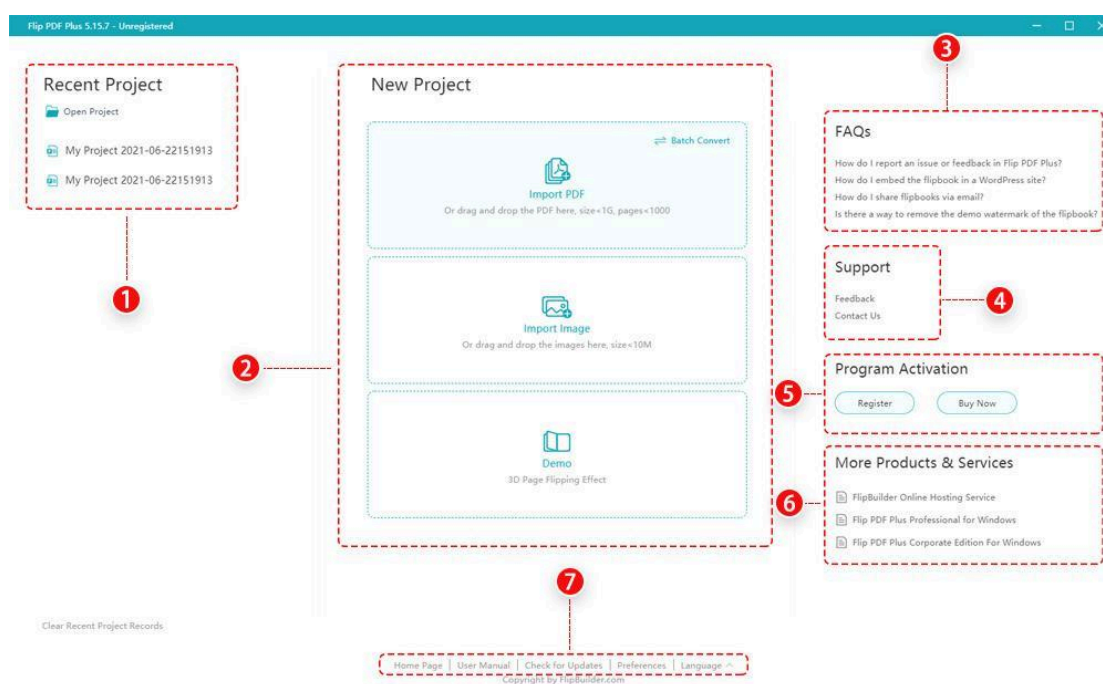 Flip PDF Plus 5.15.7 - Unregistered
Recent Project
Open Project
My Project 2021-06-22151913
My Project 2021-06-22151913
1
New Project
Batch Convert
Import PDF
Or drag and drop the PDF here, size<1G, pages<1000
Import Image
Or drag and drop the images here, size<10M
2
Demo
3D Page Flipping Effect
3
FAQs
How do I report an issue or feedback in Flip PDF Plus?
How do I embed the flipbook in a WordPress site?
How do I share flipbooks via email?
Is there a way to remove the demo watermark of the flipbook?
Support
Feedback
Contact Us
4
Program Activation
5
Register
Buy Now
More Products & Services
6
FlipBuilder Online Hosting Service
Flip PDF Plus Professional for Windows
Flip PDF Plus Corporate Edition For Windows
7
Clear Recent Project Records
Home Page | User Manual | Check for Updates | Preferences | Language
Copyright by FlipBuilder.com